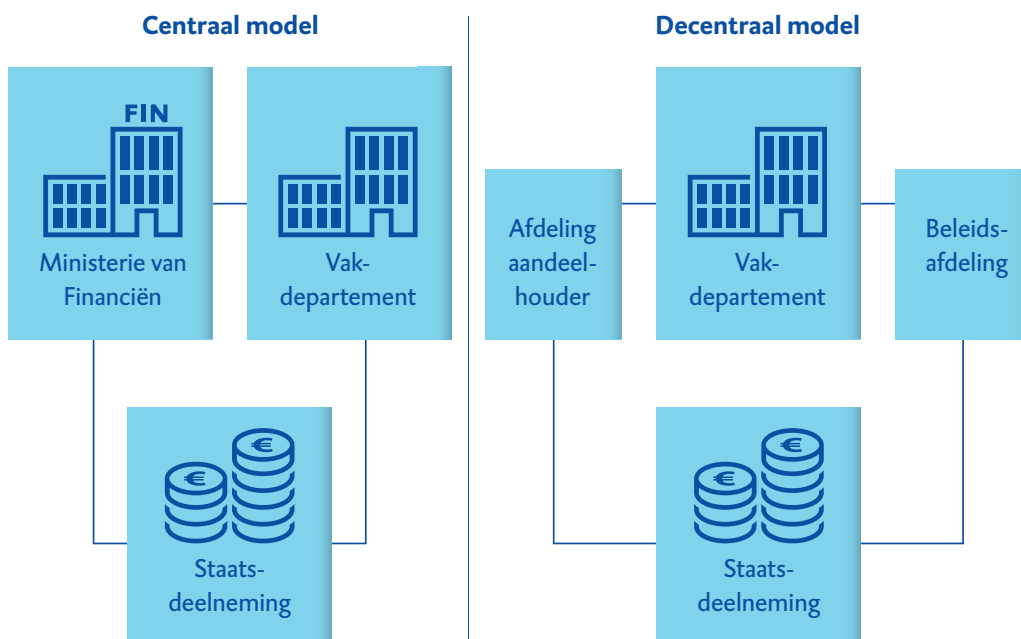 Centraal model
FIN
Ministerie van
Financiën
Vak-
departement
€
€
Staats-
deelneming
Decentraal model
Afdeling
aandeel-
houder
Vak-
departement
Beleids-
afdeling
€
€
Staats-
deelneming